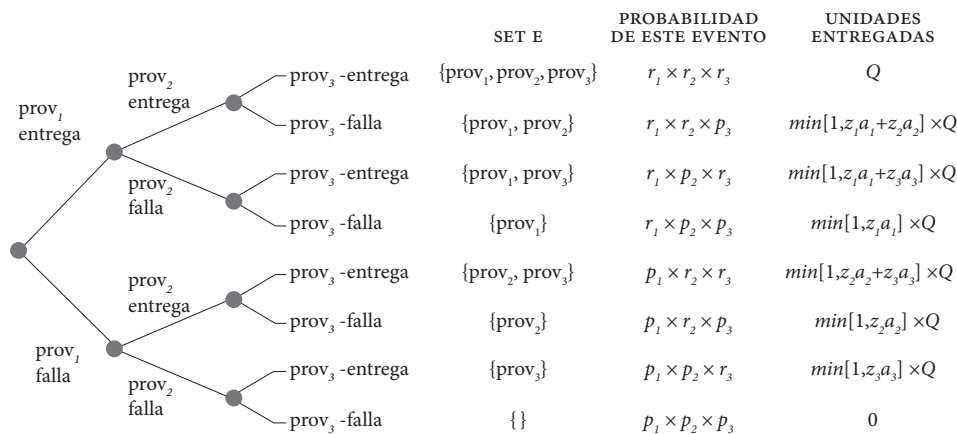 SET E
PROBABILIDAD
DE ESTE EVENTO
UNIDADES
ENTREGADAS
prov₁
entrega
prov₂
entrega
prov₃ -entrega {prov₁, prov₂, prov₃} r₁ × r₂ × r₃ Q
prov₃ -falla {prov₁, prov₂} r₁ × r₂ × p₃ min[1,z₁a₁+z₂a₂] ×Q
prov₂
falla
prov₃ -entrega {prov₁, prov₃} r₁ × p₂ × r₃ min[1,z₁a₁+z₃a₃] ×Q
prov₃ -falla {prov₁} r₁ × p₂ × p₃ min[1,z₁a₁] ×Q
prov₁
falla
prov₂
entrega
prov₃ -entrega {prov₂, prov₃} p₁ × r₂ × r₃ min[1,z₂a₂+z₃a₃] ×Q
prov₃ -falla {prov₂} p₁ × r₂ × p₃ min[1,z₂a₂] ×Q
prov₂
falla
prov₃ -entrega {prov₃} p₁ × p₂ × r₃ min[1,z₃a₃] ×Q
prov₃ -falla {} p₁ × p₂ × p₃ 0